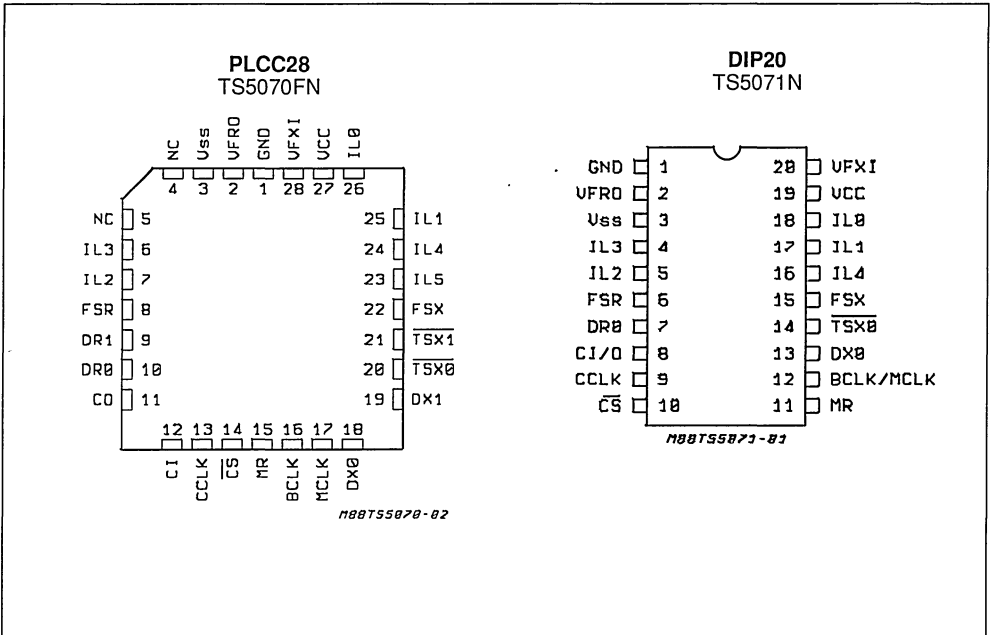 PLCC28
TS5070FN
NC Vss VFRO GND VFXI VCC IL0
4 3 2 1 28 27 26
NC 5 25 IL1
IL3 6 24 IL4
IL2 7 23 IL5
FSR 8 22 FSX
DR1 9 21 TSX1
DR0 10 20 TSX0
CO 11 19 DX1
12 13 14 15 16 17 18
CI CCLK CS MR BCLK MCLK DX0
M88TS5070-02
DIP20
TS5071N
GND 1 20 VFXI
VFRO 2 19 VCC
Vss 3 18 IL0
IL3 4 17 IL1
IL2 5 16 IL4
FSR 6 15 FSX
DR0 7 14 TSX0
CI/O 8 13 DX0
CCLK 9 12 BCLK/MCLK
CS 10 11 MR
M88TS5071-01